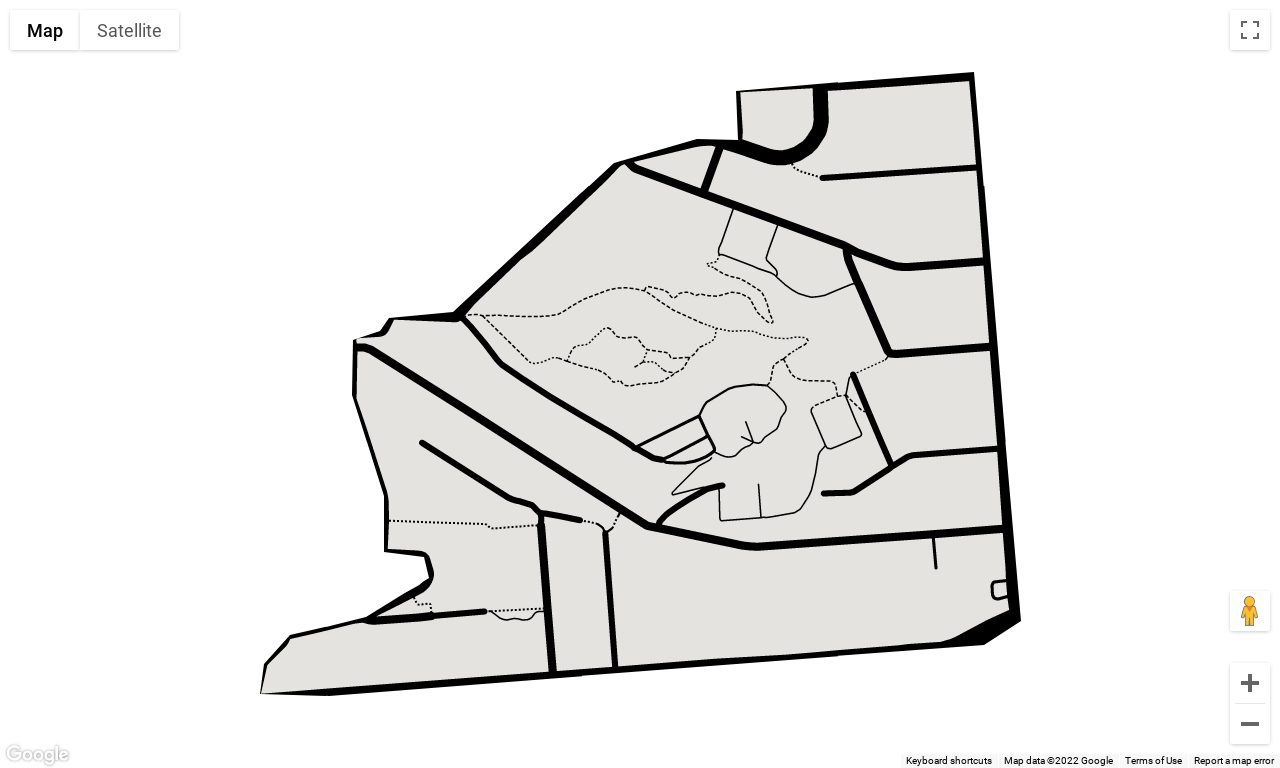 Map Satellite
Google
Keyboard shortcuts Map data ©2022 Google Terms of Use Report a map error